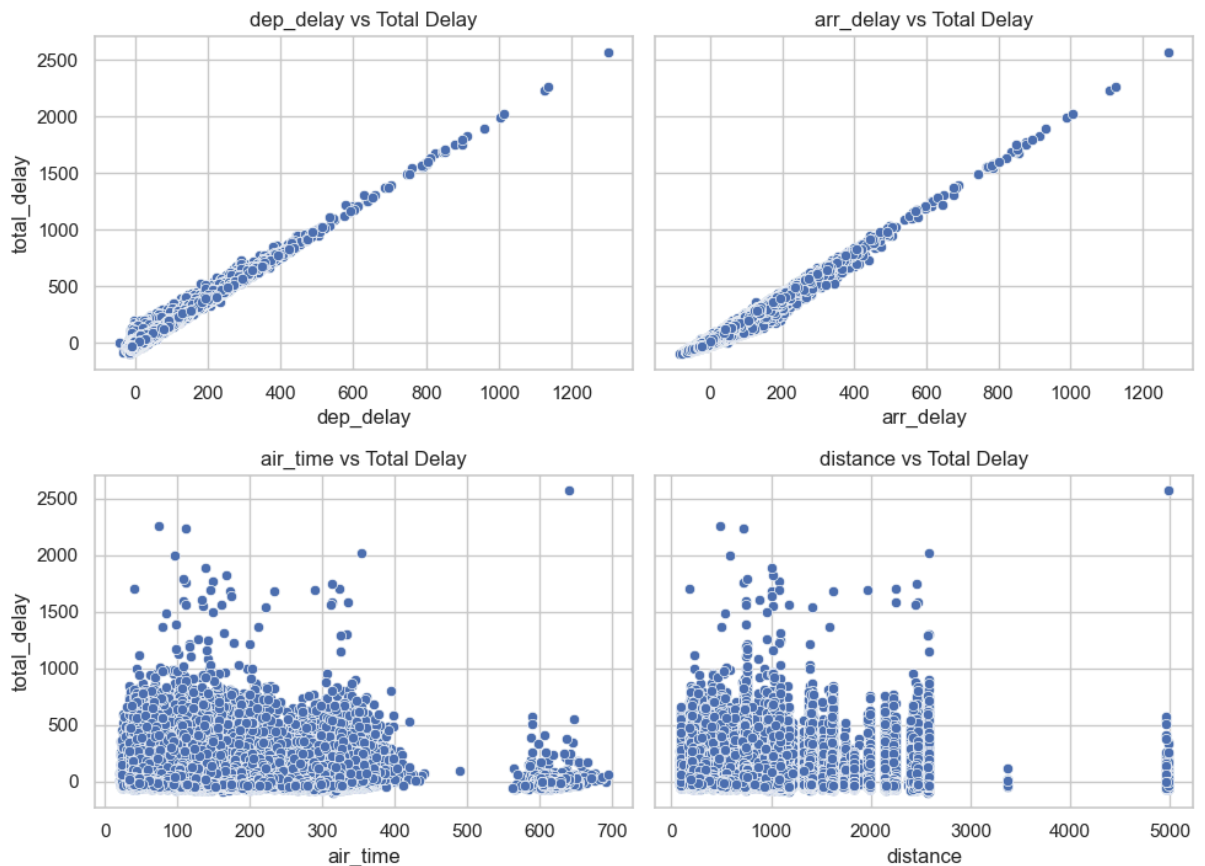 dep_delay vs Total Delay
arr_delay vs Total Delay
2500
2000
1500
1000
500
0
total_delay
0 200 400 600 800 1000 1200
dep_delay
0 200 400 600 800 1000 1200
arr_delay
air_time vs Total Delay
distance vs Total Delay
2500
2000
1500
1000
500
0
total_delay
0 100 200 300 400 500 600 700
air_time
0 1000 2000 3000 4000 5000
distance